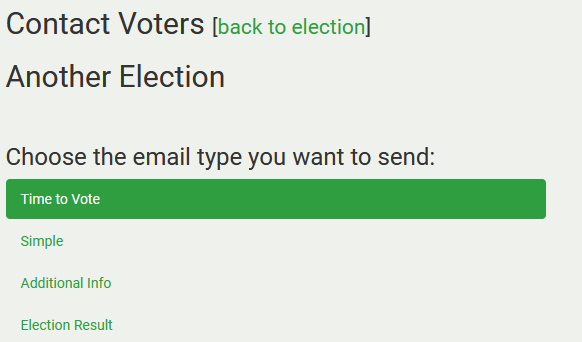 Contact Voters [back to election]
Another Election
Choose the email type you want to send:
Time to Vote
Simple
Additional Info
Election Result